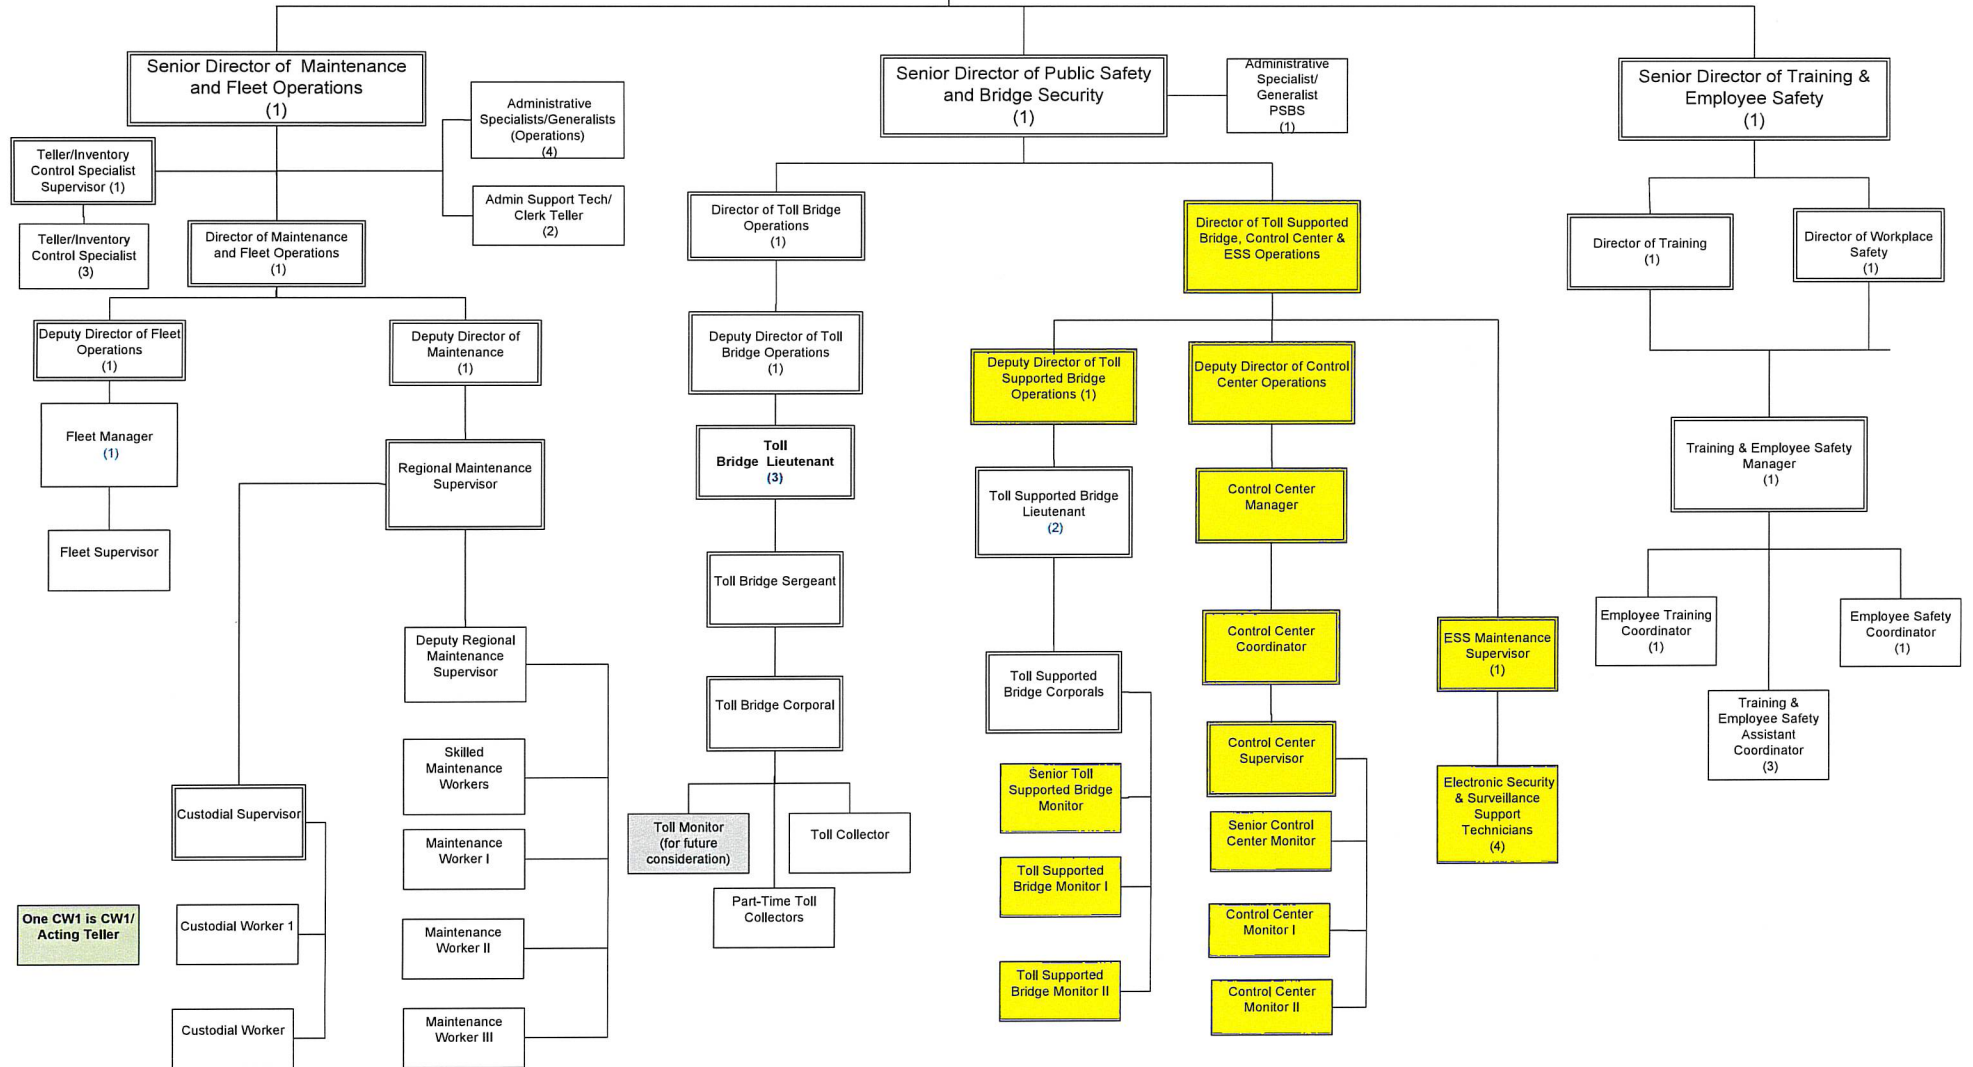 Senior Director of Maintenance
and Fleet Operations
(1)
Administrative
Specialists/Generalists
(Operations)
(4)
Teller/Inventory
Control Specialist
Supervisor (1)
Admin Support Tech/
Clerk Teller
(2)
Teller/Inventory
Control Specialist
(3)
Director of Maintenance
and Fleet Operations
(1)
Deputy Director of Fleet
Operations
(1)
Deputy Director of
Maintenance
(1)
Fleet Manager
(1)
Fleet Supervisor
Regional Maintenance
Supervisor
Deputy Regional
Maintenance
Supervisor
Skilled
Maintenance
Workers
Maintenance
Worker I
Maintenance
Worker II
Maintenance
Worker III
Custodial Supervisor
Custodial Worker 1
Custodial Worker
One CW1 is CW1/
Acting Teller
Senior Director of Public Safety
and Bridge Security
(1)
Administrative
Specialist/
Generalist
PSBS
(1)
Director of Toll Bridge
Operations
(1)
Deputy Director of Toll
Bridge Operations
(1)
Toll
Bridge Lieutenant
(3)
Toll Bridge Sergeant
Toll Bridge Corporal
Toll Monitor
(for future
consideration)
Toll Collector
Part-Time Toll
Collectors
Director of Toll Supported
Bridge, Control Center &
ESS Operations
Deputy Director of Toll
Supported Bridge
Operations (1)
Toll Supported Bridge
Lieutenant
(2)
Toll Supported
Bridge Corporals
Senior Toll
Supported Bridge
Monitor
Toll Supported
Bridge Monitor I
Toll Supported
Bridge Monitor II
Deputy Director of Control
Center Operations
Control Center
Manager
Control Center
Coordinator
Control Center
Supervisor
Senior Control
Center Monitor
Control Center
Monitor I
Control Center
Monitor II
ESS Maintenance
Supervisor
(1)
Electronic Security
& Surveillance
Support
Technicians
(4)
Senior Director of Training &
Employee Safety
(1)
Director of Training
(1)
Director of Workplace
Safety
(1)
Training & Employee Safety
Manager
(1)
Employee Training
Coordinator
(1)
Employee Safety
Coordinator
(1)
Training &
Employee Safety
Assistant
Coordinator
(3)